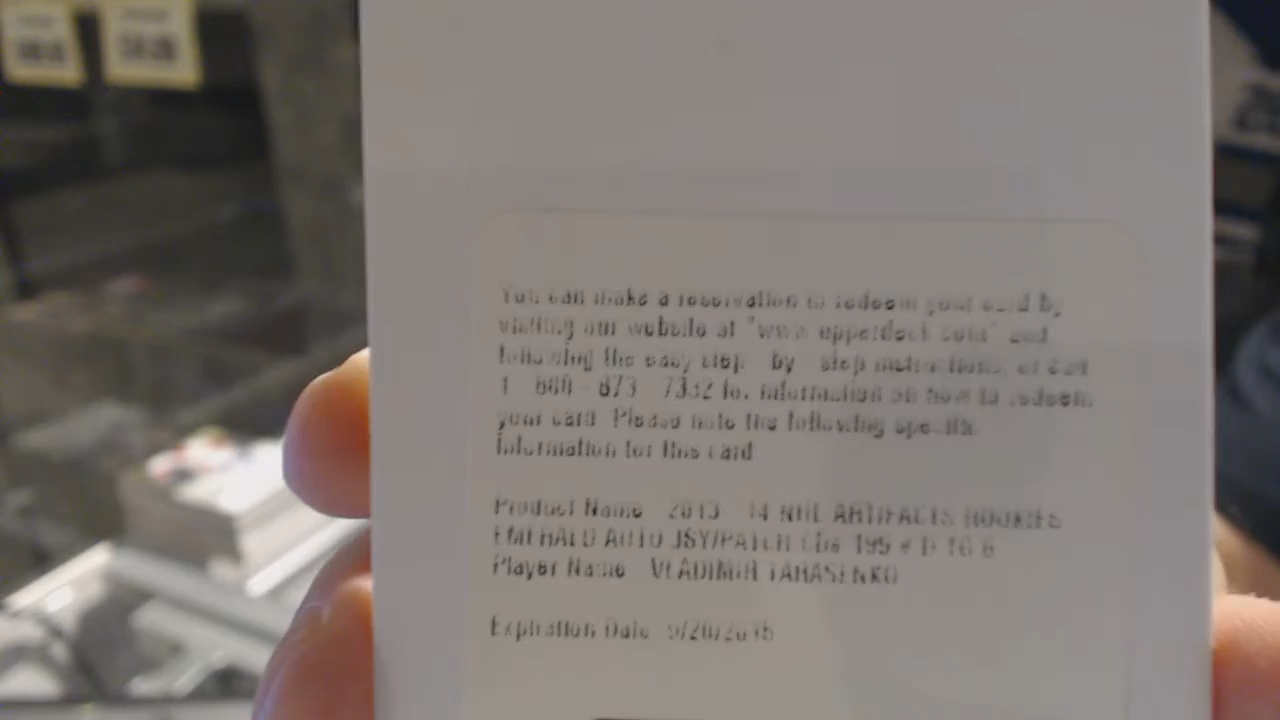 You can make a reservation to redeem your card by
visiting our website at "www upperdeck com" and
following the easy step by step instructions, or call
1 - 800 - 873 - 7332 for information on how to redeem
your card. Please note the following specific
information for this card
Product Name 2013 14 NHL ARTIFACTS ROOKIES
EMERALD AUTO JSY/PATCH 195
Player Name VLADIMIR TARASENKO
Expiration Date